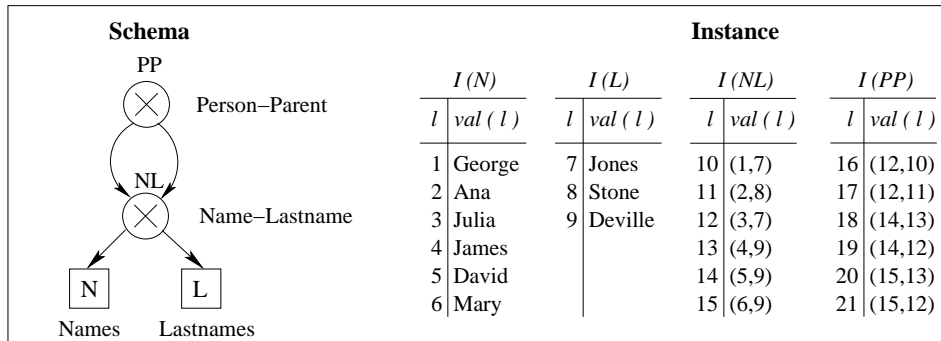 Schema
PP
Person–Parent
NL
Name–Lastname
N
L
Names
Lastnames
Instance
I (N) I (L) I (NL) I (PP)
l val ( l ) l val ( l ) l val ( l ) l val ( l )
1 George 7 Jones 10 (1,7) 16 (12,10)
2 Ana 8 Stone 11 (2,8) 17 (12,11)
3 Julia 9 Deville 12 (3,7) 18 (14,13)
4 James 13 (4,9) 19 (14,12)
5 David 14 (5,9) 20 (15,13)
6 Mary 15 (6,9) 21 (15,12)